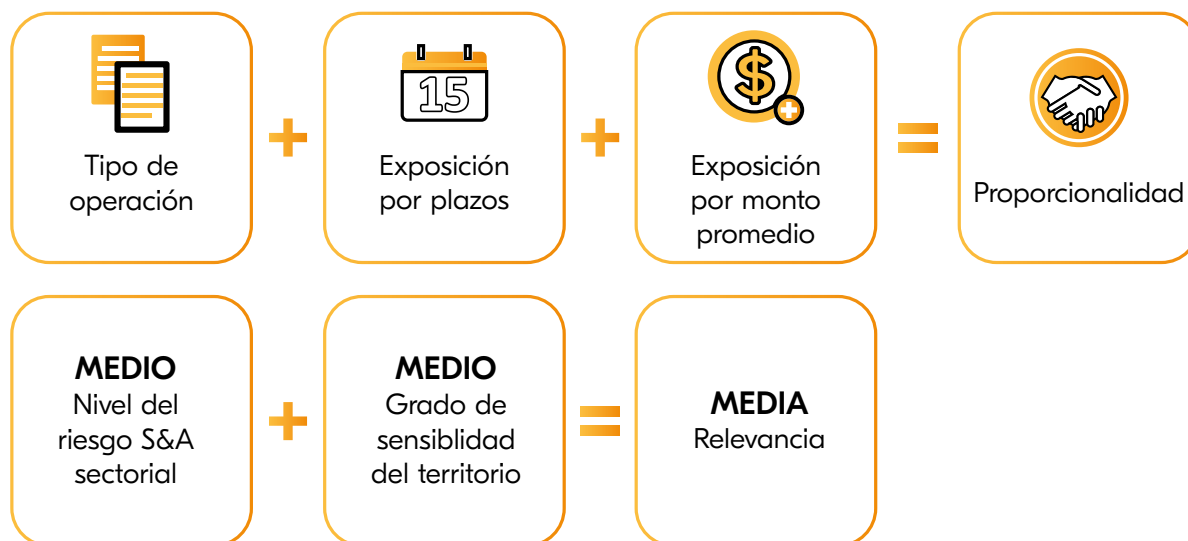 15
$
Tipo de
operación
+
Exposición
por plazos
+
Exposición
por monto
promedio
=
Proporcionalidad
MEDIO
Nivel del
riesgo S&A
sectorial
+
MEDIO
Grado de
sensiblidad
del territorio
=
MEDIA
Relevancia